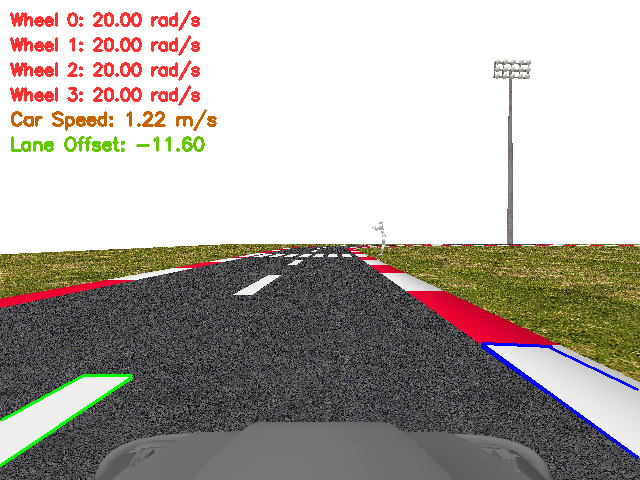 Wheel 0: 20.00 rad/s
Wheel 1: 20.00 rad/s
Wheel 2: 20.00 rad/s
Wheel 3: 20.00 rad/s
Car Speed: 1.22 m/s
Lane Offset: -11.60